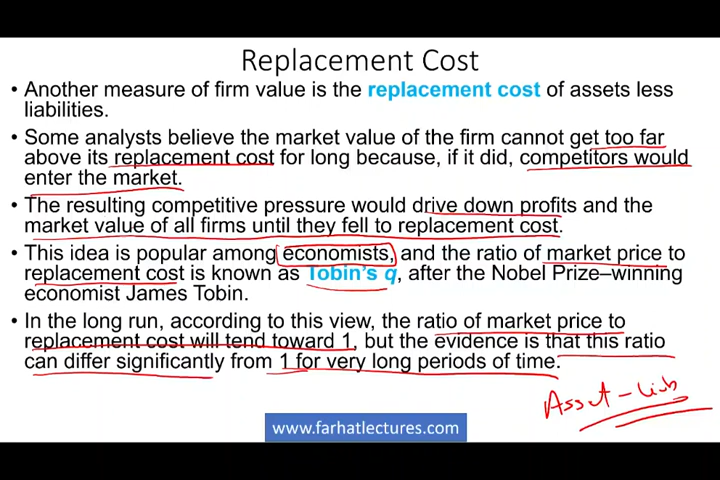 Replacement Cost
• Another measure of firm value is the replacement cost of assets less
liabilities.
• Some analysts believe the market value of the firm cannot get too far
above its replacement cost for long because, if it did, competitors would
enter the market.
• The resulting competitive pressure would drive down profits and the
market value of all firms until they fell to replacement cost.
• This idea is popular among economists, and the ratio of market price to
replacement cost is known as Tobin's q, after the Nobel Prize–winning
economist James Tobin.
• In the long run, according to this view, the ratio of market price to
replacement cost will tend toward 1, but the evidence is that this ratio
can differ significantly from 1 for very long periods of time.
Asset - Liab
www.farhatlectures.com